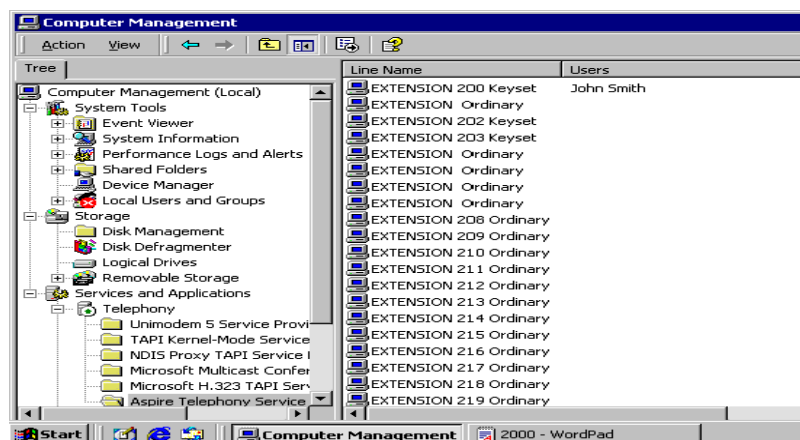 Computer Management
Action View
Tree
Computer Management (Local)
System Tools
Event Viewer
System Information
Performance Logs and Alerts
Shared Folders
Device Manager
Local Users and Groups
Storage
Disk Management
Disk Defragmenter
Logical Drives
Removable Storage
Services and Applications
Telephony
Unimodem 5 Service Provi
TAPI Kernel-Mode Service
NDIS Proxy TAPI Service
Microsoft Multicast Confer
Microsoft H.323 TAPI Serv
Aspire Telephony Service
Line Name Users
EXTENSION 200 Keyset John Smith
EXTENSION Ordinary
EXTENSION 202 Keyset
EXTENSION 203 Keyset
EXTENSION Ordinary
EXTENSION Ordinary
EXTENSION Ordinary
EXTENSION Ordinary
EXTENSION 208 Ordinary
EXTENSION 209 Ordinary
EXTENSION 210 Ordinary
EXTENSION 211 Ordinary
EXTENSION 212 Ordinary
EXTENSION 213 Ordinary
EXTENSION 214 Ordinary
EXTENSION 215 Ordinary
EXTENSION 216 Ordinary
EXTENSION 217 Ordinary
EXTENSION 218 Ordinary
EXTENSION 219 Ordinary
Start Computer Management 2000 - WordPad